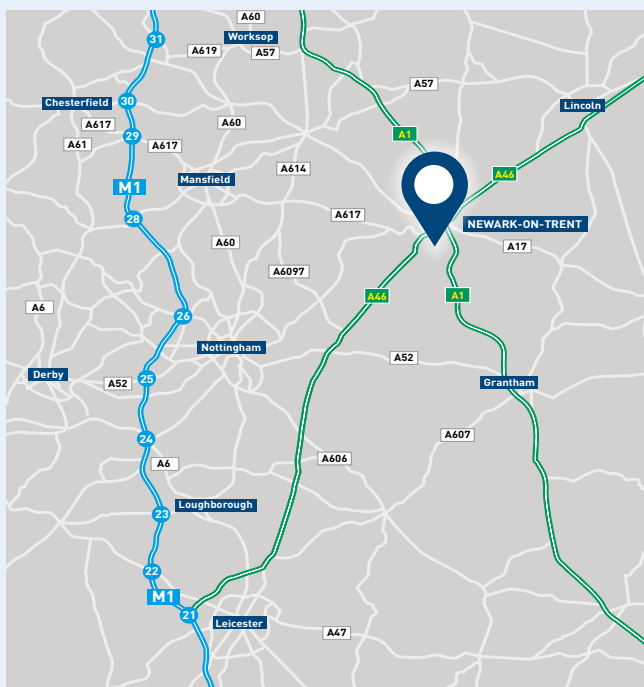 A60
31
Worksop
A619
A57
A57
30
Chesterfield
Lincoln
A617
A60
29
A1
A61
A617
A614
A46
M1
Mansfield
28
A617
NEWARK-ON-TRENT
A60
A17
A6097
A46
A1
A6
26
Nottingham
A52
Derby
A52
25
Grantham
24
A607
A6
A606
Loughborough
23
22
M1
21
Leicester
A47